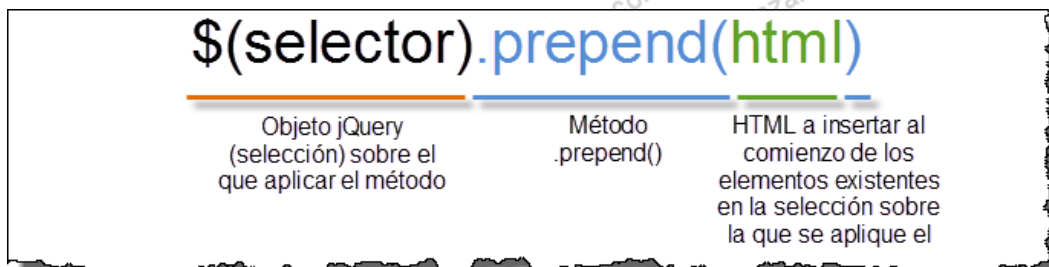 $(selector).prepend(html)
Objeto jQuery
(selección) sobre el
que aplicar el método
Método
.prepend()
HTML a insertar al
comienzo de los
elementos existentes
en la selección sobre
la que se aplique el